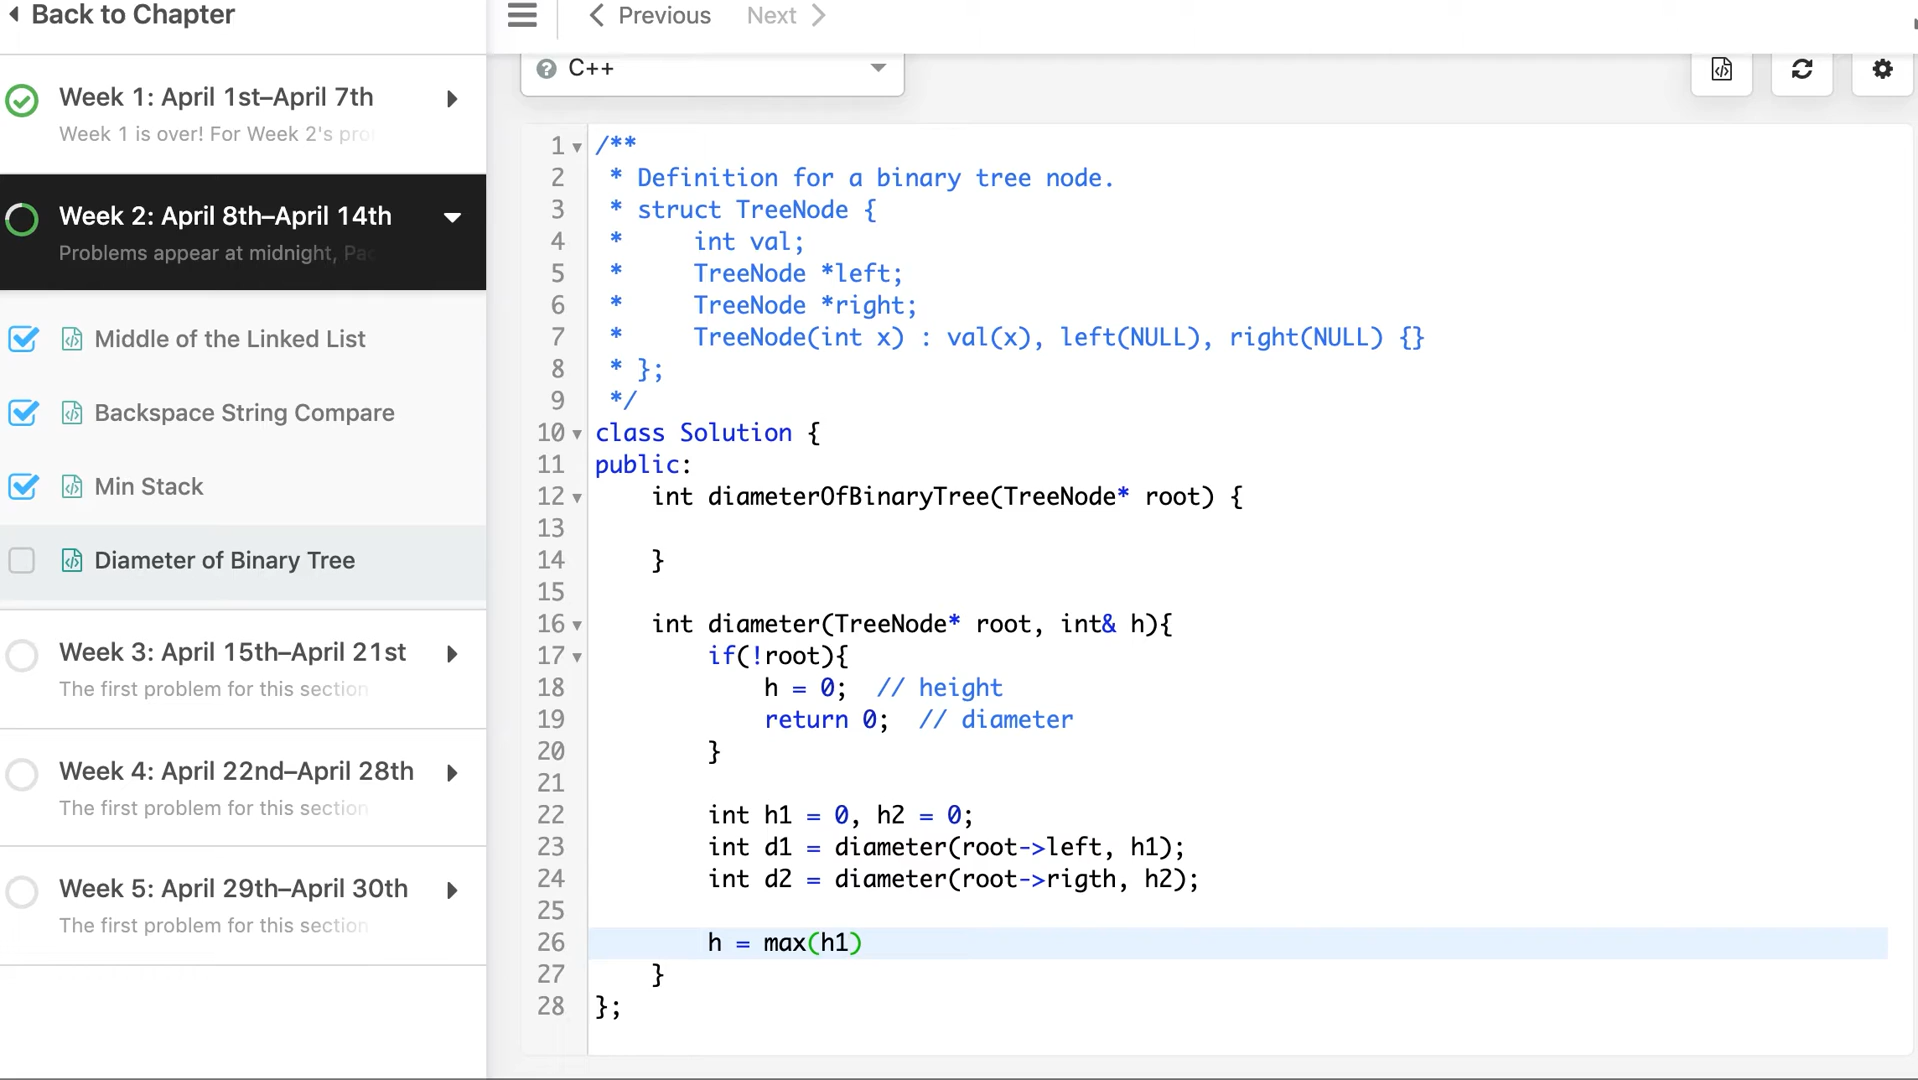 Back to Chapter
Previous
Next
C++
Week 1: April 1st–April 7th
Week 1 is over! For Week 2's pro
Week 2: April 8th–April 14th
Problems appear at midnight, Pac
Middle of the Linked List
Backspace String Compare
Min Stack
Diameter of Binary Tree
Week 3: April 15th–April 21st
The first problem for this section
Week 4: April 22nd–April 28th
The first problem for this section
Week 5: April 29th–April 30th
The first problem for this section
1 /**
2  * Definition for a binary tree node.
3  * struct TreeNode {
4  *     int val;
5  *     TreeNode *left;
6  *     TreeNode *right;
7  *     TreeNode(int x) : val(x), left(NULL), right(NULL) {}
8  * };
9  */
10 class Solution {
11 public:
12     int diameterOfBinaryTree(TreeNode* root) {
13
14     }
15
16     int diameter(TreeNode* root, int& h){
17         if(!root){
18             h = 0;  // height
19             return 0;  // diameter
20         }
21
22         int h1 = 0, h2 = 0;
23         int d1 = diameter(root->left, h1);
24         int d2 = diameter(root->rigth, h2);
25
26         h = max(h1)
27     }
28 };